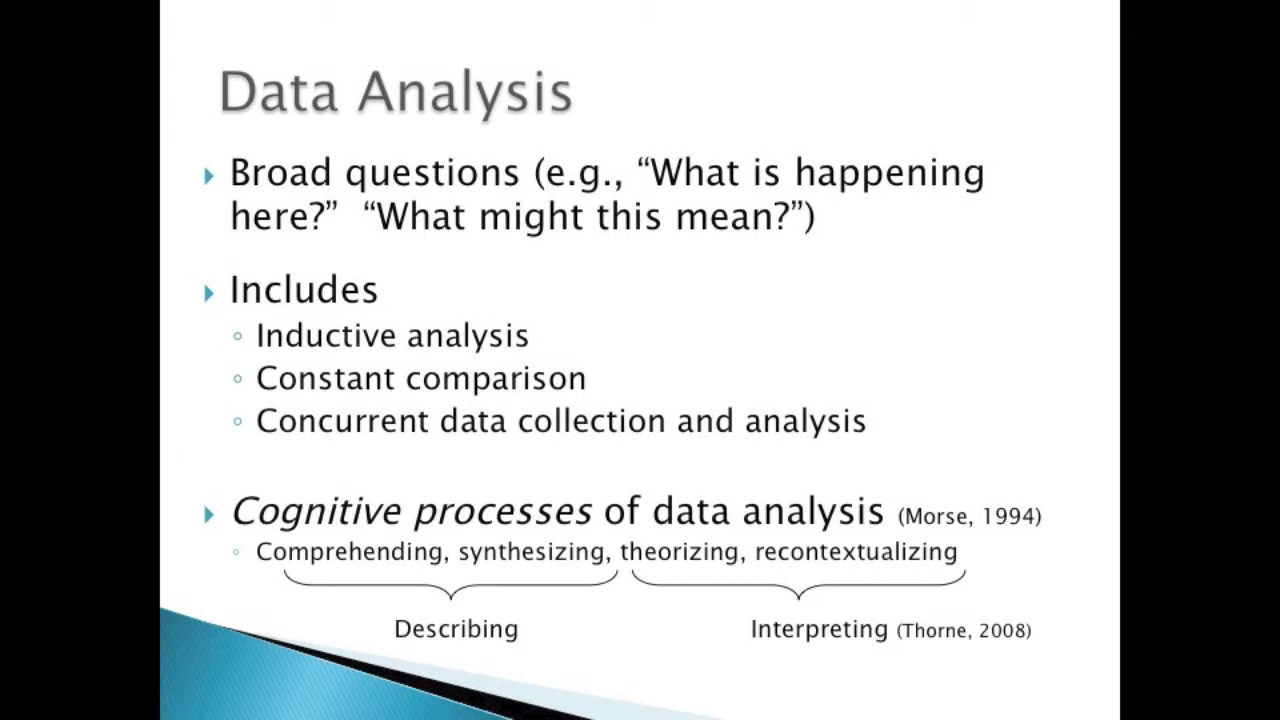 Data Analysis
Broad questions (e.g., “What is happening
here?”  “What might this mean?”)
Includes
Inductive analysis
Constant comparison
Concurrent data collection and analysis
Cognitive processes of data analysis (Morse, 1994)
Comprehending, synthesizing, theorizing, recontextualizing
Describing
Interpreting (Thorne, 2008)